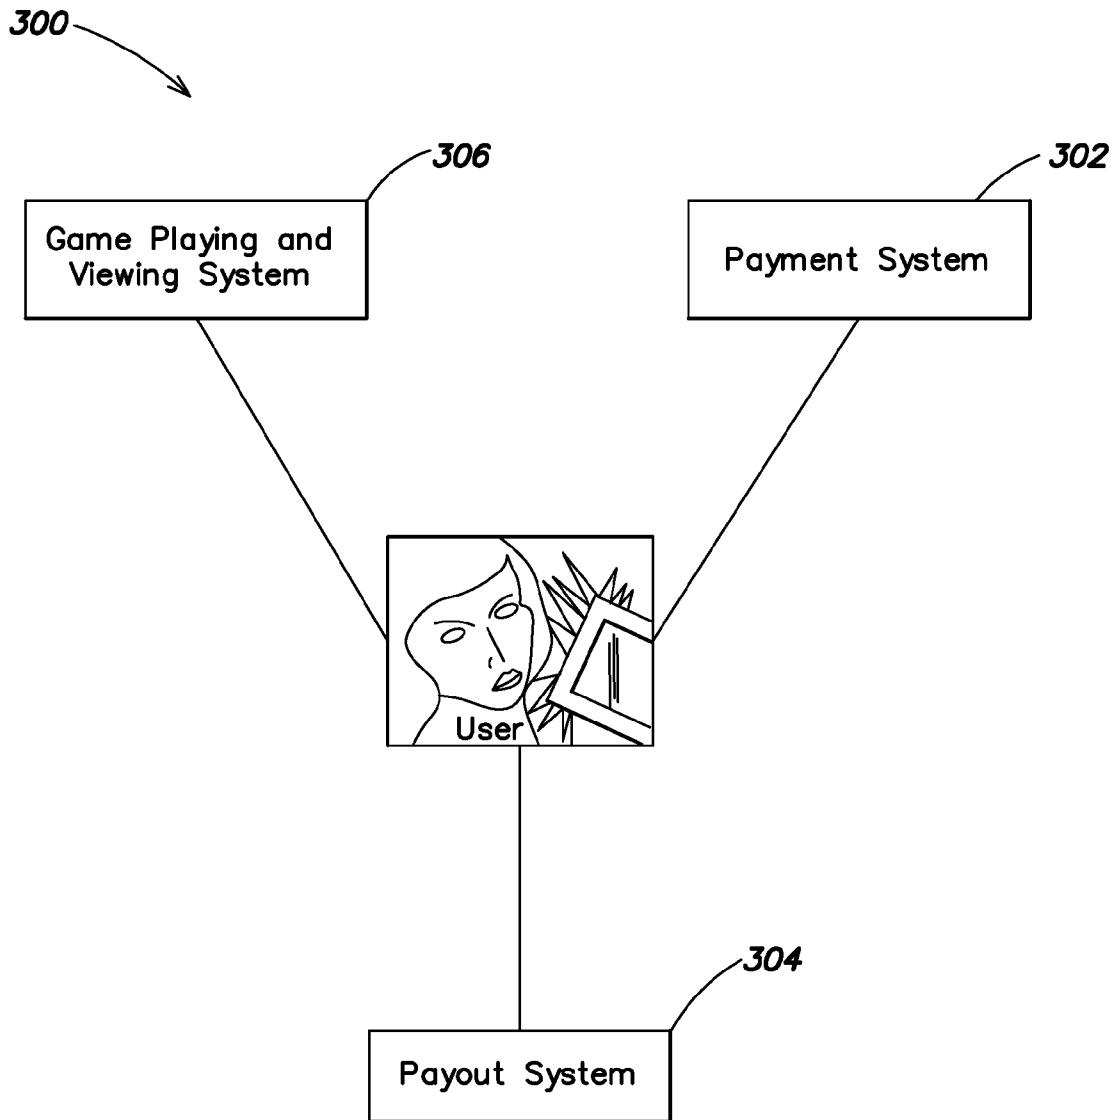 300
306
302
Game Playing and
Viewing System
Payment System
User
304
Payout System